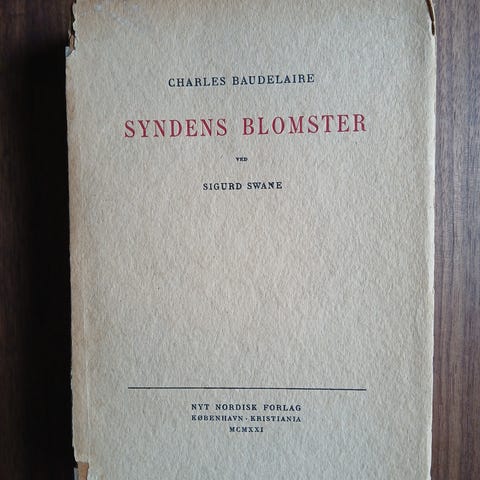 CHARLES BAUDELAIRE
SYNDENS BLOMSTER
VED
SIGURD SWANE
NYT NORDISK FORLAG
KØBENHAVN · KRISTIANIA
MCMXXI